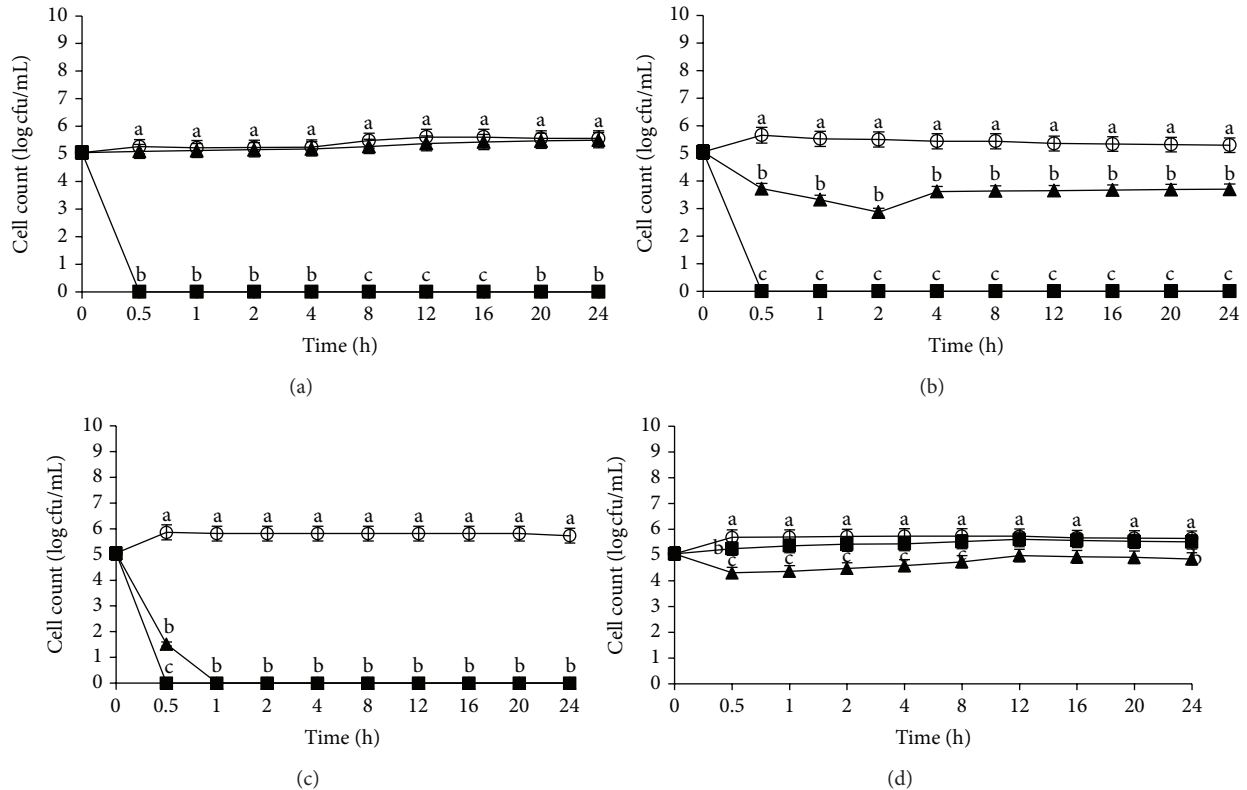 10
9
8
7
6
5
4
3
2
1
0
Cell count (log cfu/mL)
a a a a a a a a a
b b b b c c c b b
0 0.5 1 2 4 8 12 16 20 24
Time (h)
(a)
10
9
8
7
6
5
4
3
2
1
0
Cell count (log cfu/mL)
a a a a a a a a a
b b b b b b b b b
c c c c c c c c c
0 0.5 1 2 4 8 12 16 20 24
Time (h)
(b)
10
9
8
7
6
5
4
3
2
1
0
Cell count (log cfu/mL)
a a a a a a a a a
b
c b b b b b b b b
0 0.5 1 2 4 8 12 16 20 24
Time (h)
(c)
10
9
8
7
6
5
4
3
2
1
0
Cell count (log cfu/mL)
a a a a a a a a a
b
c c c c c b
0 0.5 1 2 4 8 12 16 20 24
Time (h)
(d)